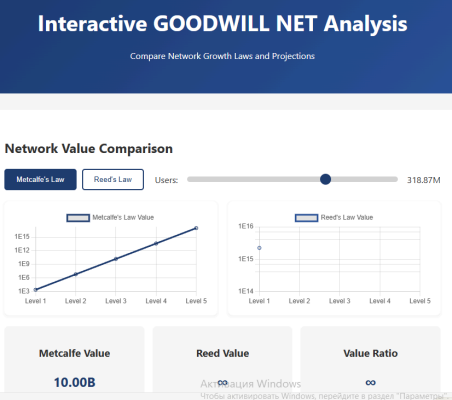 Interactive GOODWILL NET Analysis
Compare Network Growth Laws and Projections
Network Value Comparison
Metcalfe's Law
Reed's Law
Users:
318.87M
Metcalfe's Law Value
1E15
1E12
1E9
1E6
1E3
Level 1
Level 2
Level 3
Level 4
Level 5
Reed's Law Value
1E16
1E15
1E14
Level 1
Level 2
Level 3
Level 4
Level 5
Metcalfe Value
10.00B
Reed Value
∞
Value Ratio
∞
Активация Windows
Чтобы активировать Windows, перейдите в раздел "Параметры".